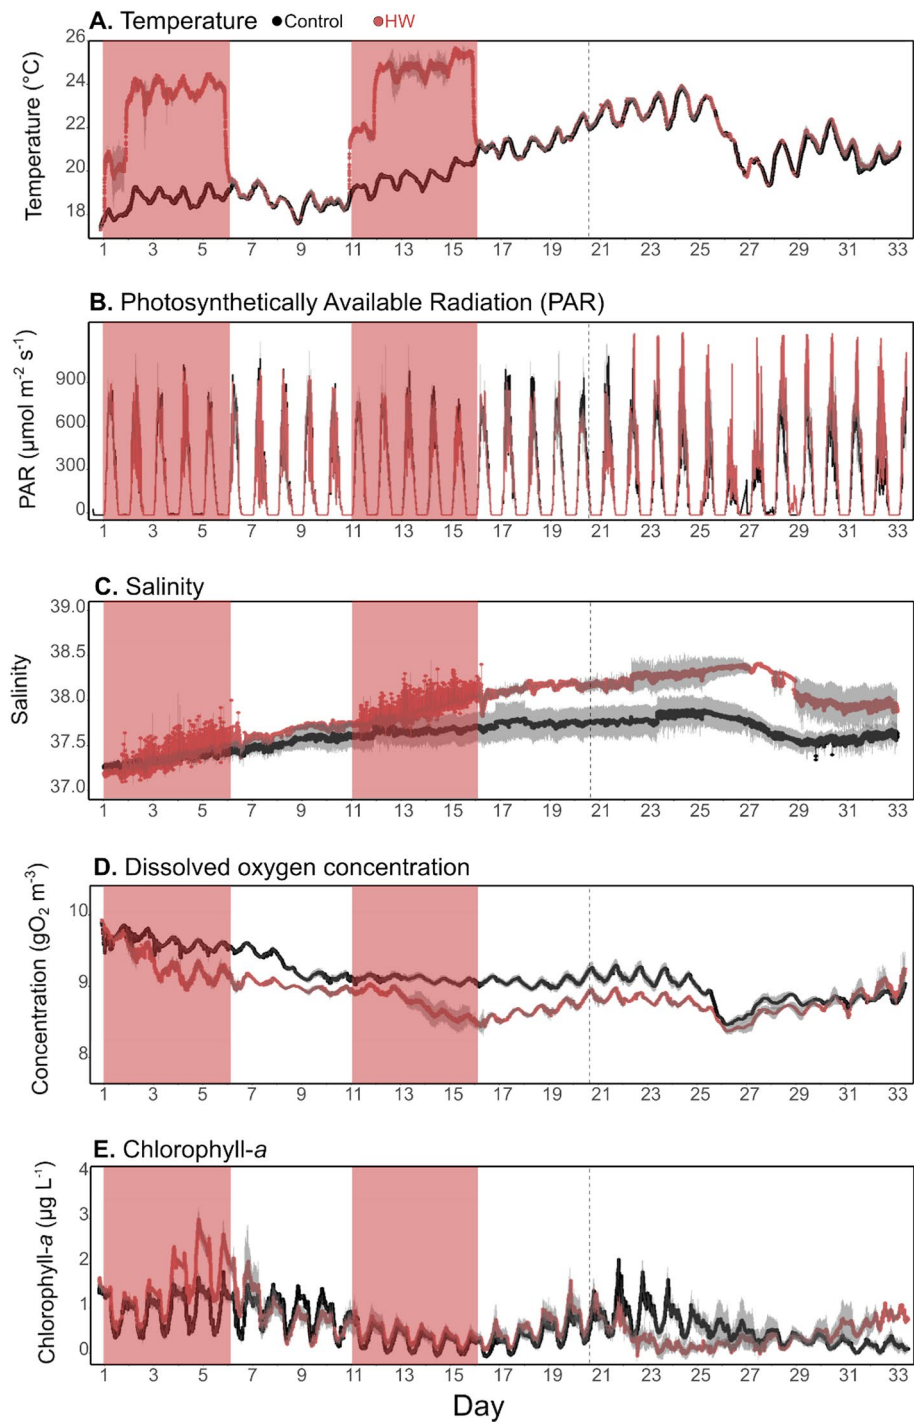 A. Temperature ●Control ●HW
26
24
22
20
18
Temperature (°C)
1 3 5 7 9 11 13 15 17 19 21 23 25 27 29 31 33
B. Photosynthetically Available Radiation (PAR)
900
600
300
0
PAR (µmol m⁻² s⁻¹)
1 3 5 7 9 11 13 15 17 19 21 23 25 27 29 31 33
C. Salinity
39.0
38.5
38.0
37.5
37.0
Salinity
1 3 5 7 9 11 13 15 17 19 21 23 25 27 29 31 33
D. Dissolved oxygen concentration
10
9
8
Concentration (gO₂ m⁻³)
1 3 5 7 9 11 13 15 17 19 21 23 25 27 29 31 33
E. Chlorophyll-a
4
3
2
1
0
Chlorophyll-a (µg L⁻¹)
1 3 5 7 9 11 13 15 17 19 21 23 25 27 29 31 33
Day